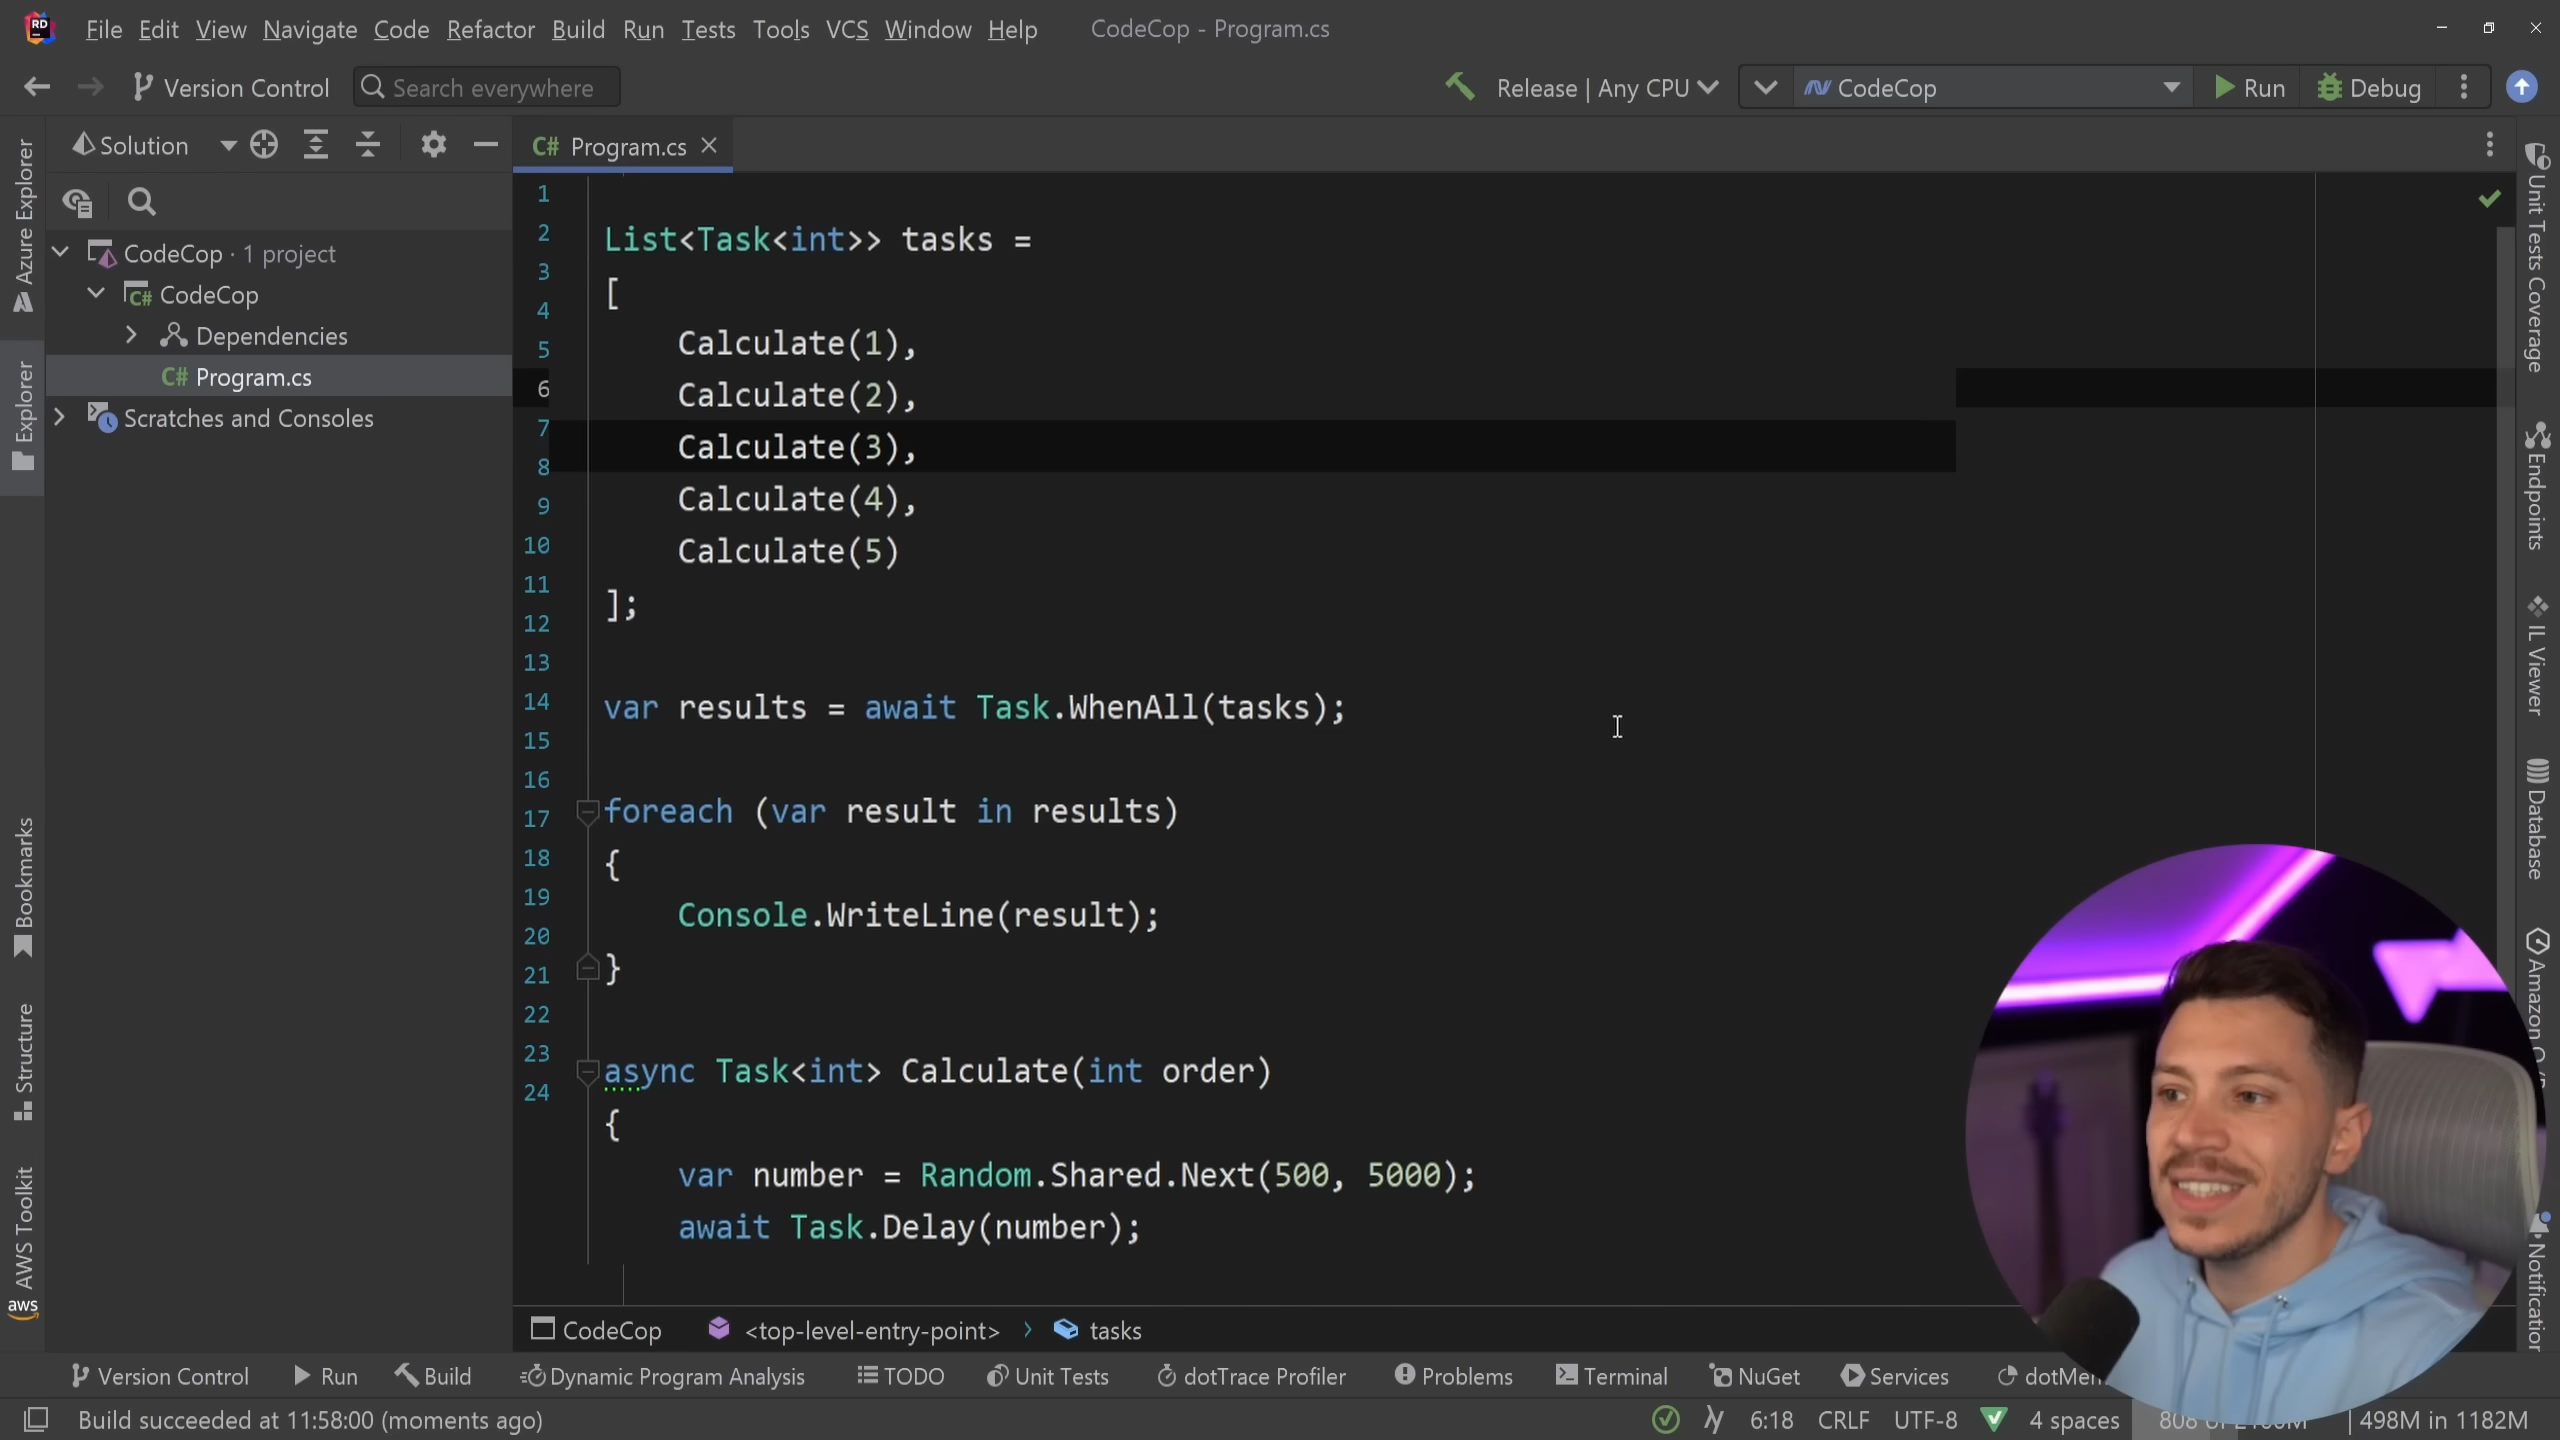 RD File Edit View Navigate Code Refactor Build Run Tests Tools VCS Window Help CodeCop - Program.cs
Version Control Search everywhere Release | Any CPU CodeCop Run Debug
Solution C# Program.cs
CodeCop · 1 project
C# CodeCop
Dependencies
C# Program.cs
Scratches and Consoles
Azure Explorer
Explorer
Bookmarks
Structure
AWS Toolkit
aws
1
2
3
4
5
6
7
8
9
10
11
12
13
14
15
16
17
18
19
20
21
22
23
24
List<Task<int>> tasks =
[
Calculate(1),
Calculate(2),
Calculate(3),
Calculate(4),
Calculate(5)
];
var results = await Task.WhenAll(tasks);
foreach (var result in results)
{
Console.WriteLine(result);
}
async Task<int> Calculate(int order)
{
var number = Random.Shared.Next(500, 5000);
await Task.Delay(number);
Unit Tests Coverage
Endpoints
IL Viewer
Database
Amazon
CodeCop <top-level-entry-point> › tasks
Version Control Run Build Dynamic Program Analysis TODO Unit Tests dotTrace Profiler Problems Terminal NuGet Services
Build succeeded at 11:58:00 (moments ago) 6:18 CRLF UTF-8 4 spaces 498M in 1182M